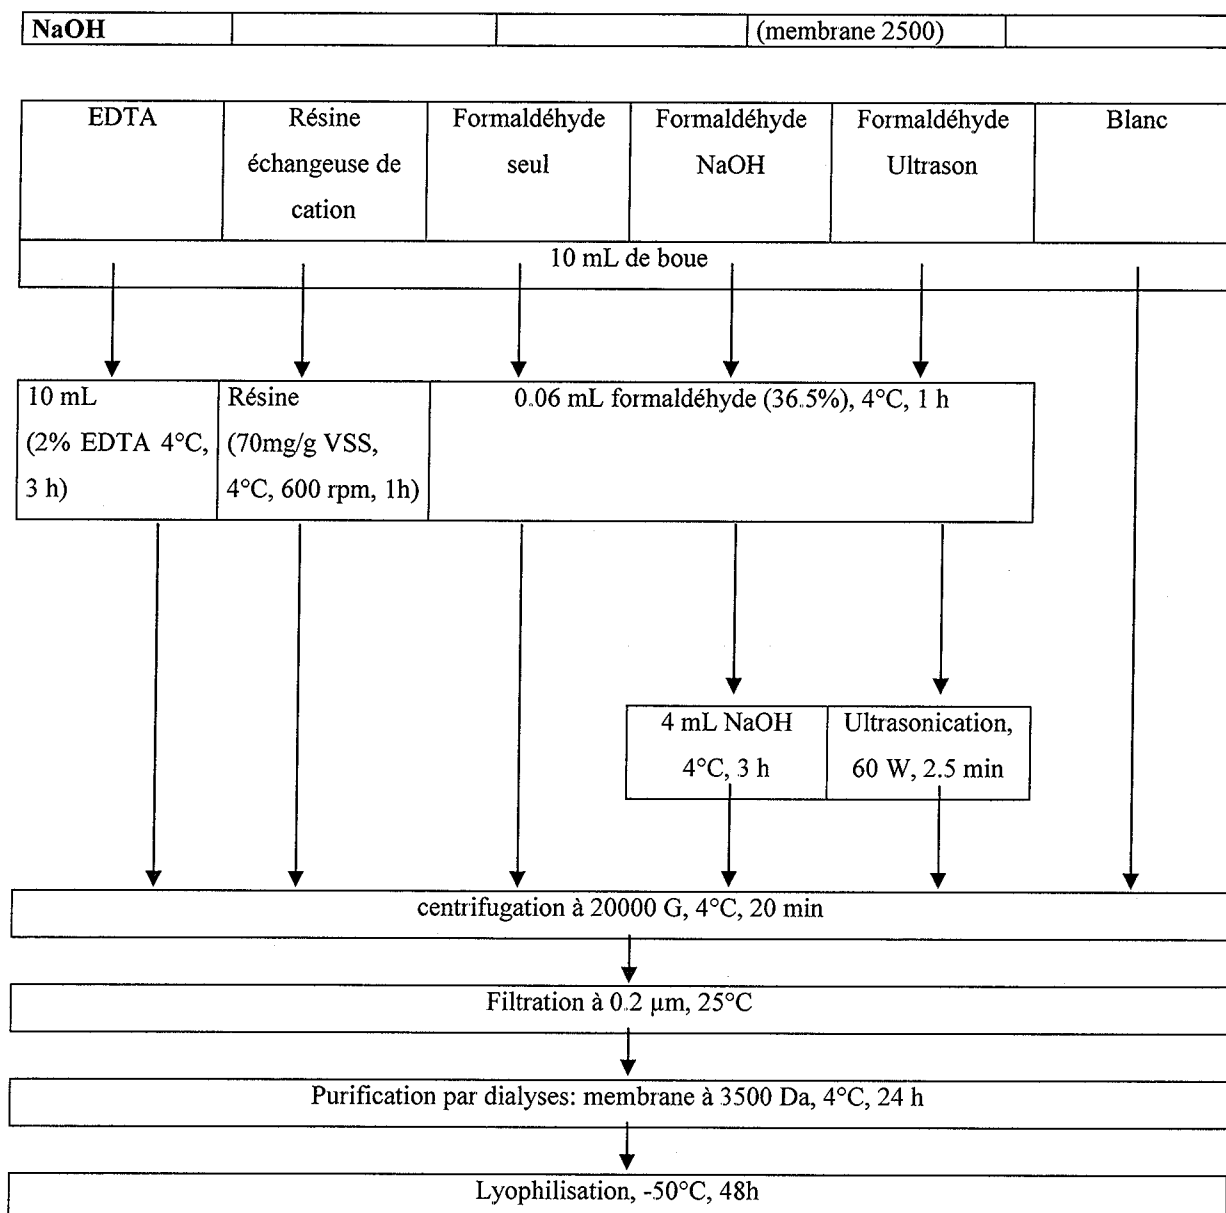 NaOH (membrane 2500)
EDTA
Résine
échangeuse de
cation
Formaldéhyde
seul
Formaldéhyde
NaOH
Formaldéhyde
Ultrason
Blanc
10 mL de boue
10 mL
(2% EDTA 4°C,
3 h)
Résine
(70mg/g VSS,
4°C, 600 rpm, 1h)
0.06 mL formaldéhyde (36.5%), 4°C, 1 h
4 mL NaOH
4°C, 3 h
Ultrasonication,
60 W, 2.5 min
centrifugation à 20000 G, 4°C, 20 min
Filtration à 0.2 µm, 25°C
Purification par dialyses: membrane à 3500 Da, 4°C, 24 h
Lyophilisation, -50°C, 48h